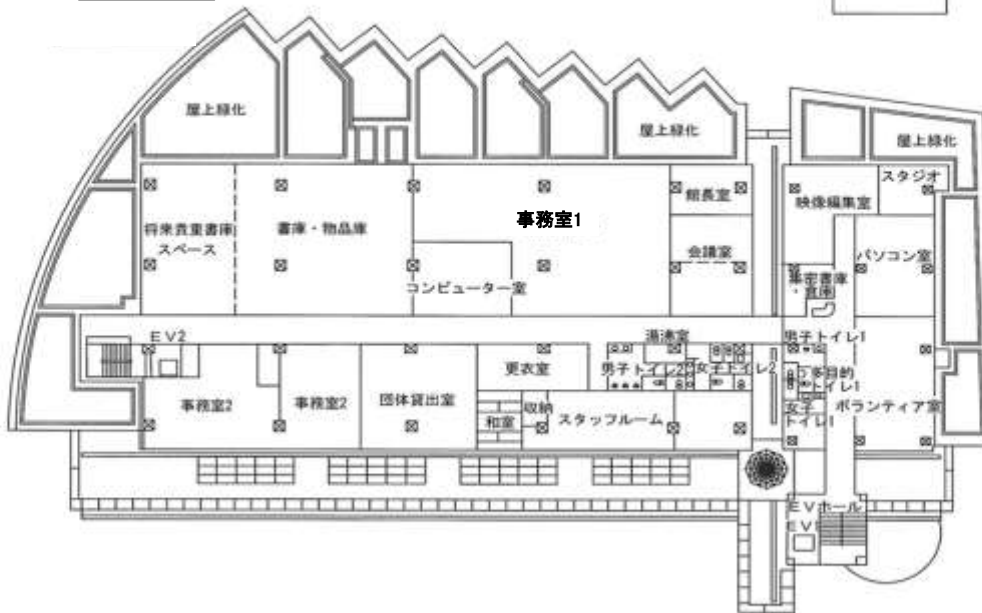 屋上緑化
屋上緑化
屋上緑化
スタジオ
館長室
映像編集室
事務室1
将来貴重書庫
スペース
書庫・物品庫
会議室
パソコン室
コンピューター室
集密書庫
・倉庫
EV2
湯沸室
男子トイレ1
更衣室
男子トイレ2
女子トイレ2
多目的
トイレ1
事務室2
事務室2
団体貸出室
収納
和室
スタッフルーム
女子
トイレ1
ボランティア室
EVホール
EV1